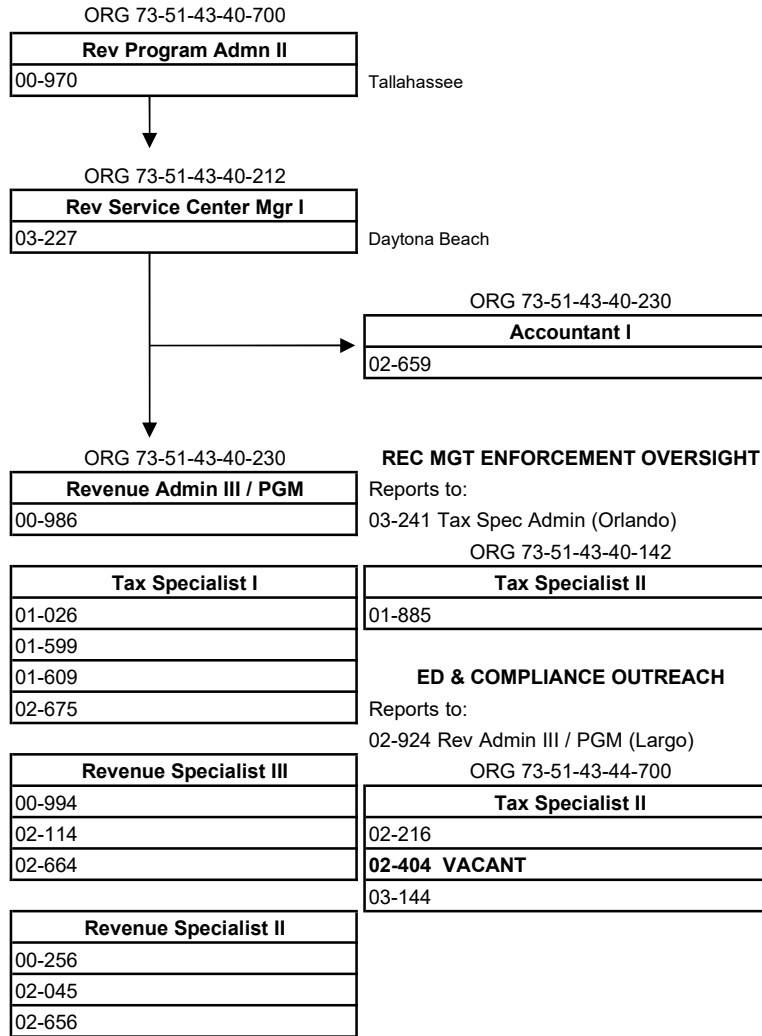 ORG 73-51-43-40-700
Rev Program Admn II
00-970
Tallahassee
ORG 73-51-43-40-212
Rev Service Center Mgr I
03-227
Daytona Beach
ORG 73-51-43-40-230
Accountant I
02-659
ORG 73-51-43-40-230
Revenue Admin III / PGM
00-986
Tax Specialist I
01-026
01-599
01-609
02-675
Revenue Specialist III
00-994
02-114
02-664
Revenue Specialist II
00-256
02-045
02-656
REC MGT ENFORCEMENT OVERSIGHT
Reports to:
03-241 Tax Spec Admin (Orlando)
ORG 73-51-43-40-142
Tax Specialist II
01-885
ED & COMPLIANCE OUTREACH
Reports to:
02-924 Rev Admin III / PGM (Largo)
ORG 73-51-43-44-700
Tax Specialist II
02-216
02-404 VACANT
03-144